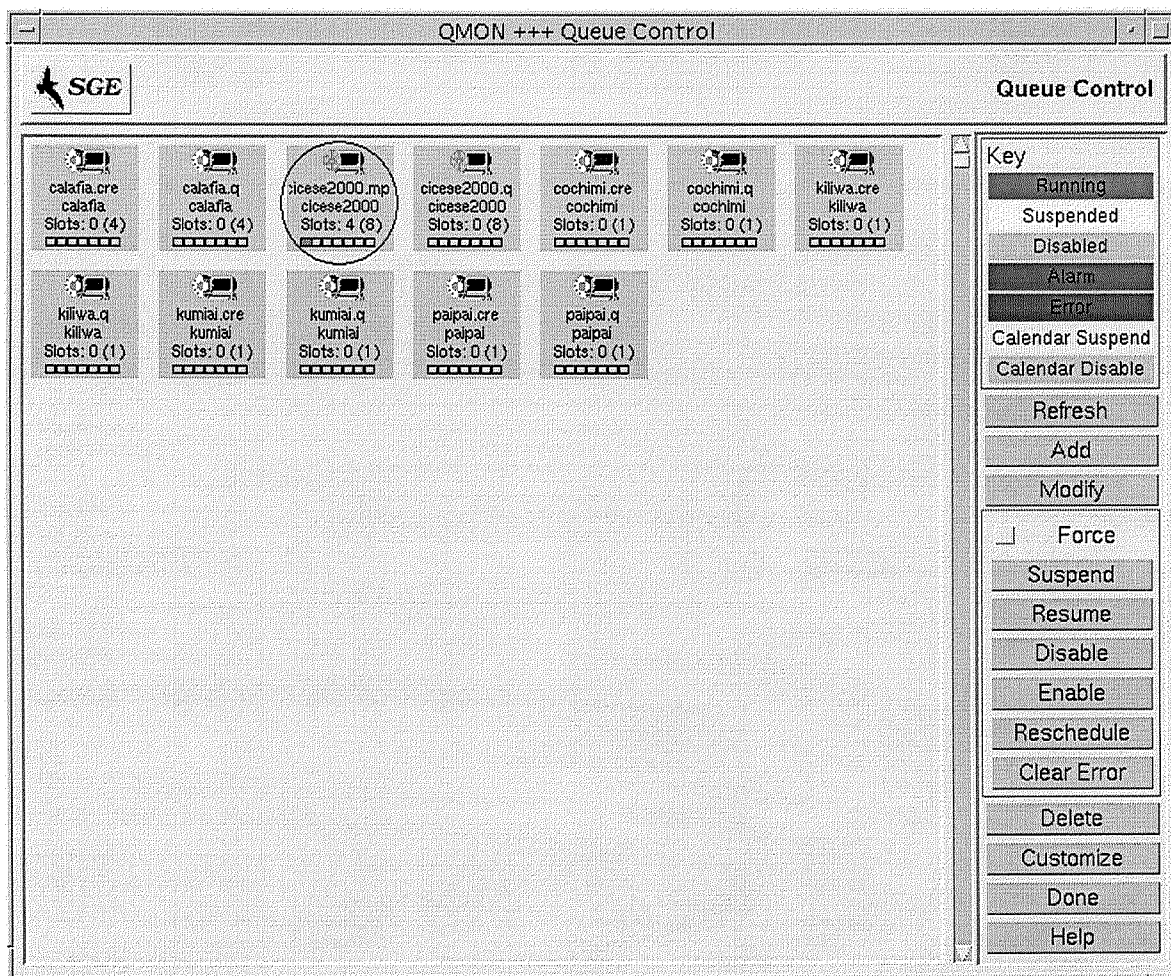 QMON +++ Queue Control
SGE
Queue Control
calafia.cre
calafia
Slots: 0 (4)
calafia.q
calafia
Slots: 0 (4)
cicese2000.mp
cicese2000
Slots: 4 (8)
cicese2000.q
cicese2000
Slots: 0 (8)
cochimi.cre
cochimi
Slots: 0 (1)
cochimi.q
cochimi
Slots: 0 (1)
kiliwa.cre
kiliwa
Slots: 0 (1)
kiliwa.q
kiliwa
Slots: 0 (1)
kumiai.cre
kumiai
Slots: 0 (1)
kumiai.q
kumiai
Slots: 0 (1)
paipai.cre
paipai
Slots: 0 (1)
paipai.q
paipai
Slots: 0 (1)
Key
Running
Suspended
Disabled
Alarm
Error
Calendar Suspend
Calendar Disable
Refresh
Add
Modify
Force
Suspend
Resume
Disable
Enable
Reschedule
Clear Error
Delete
Customize
Done
Help